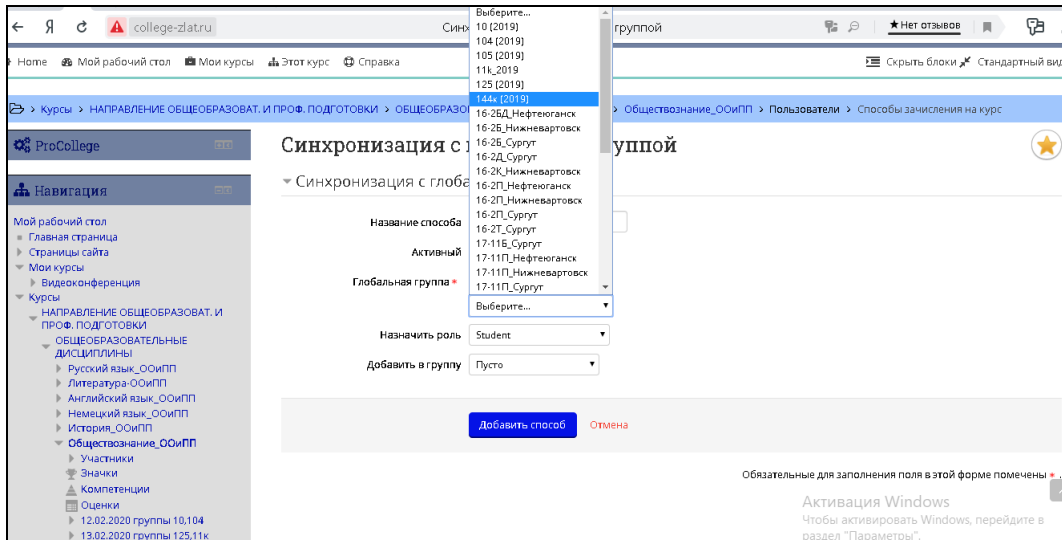 Выберите...
Я
college-zlat.ru
Синх
группой
★ Нет отзывов
10 (2019)
104 (2019)
105 (2019)
11k_2019
125 (2019)
144к (2019)
16-2БД_Нефтеюганск
16-2Б_Нижневартовск
16-2Б_Сургут
16-2Д_Сургут
16-2К_Нижневартовск
16-2П_Нефтеюганск
16-2П_Нижневартовск
16-2П_Сургут
16-2Т_Сургут
17-11Б_Сургут
17-11П_Нефтеюганск
17-11П_Нижневартовск
17-11П_Сургут
Home Мой рабочий стол Мои курсы Этот курс Справка
Скрыть блоки Стандартный вид
> Курсы > НАПРАВЛЕНИЕ ОБЩЕОБРАЗОВАТ. И ПРОФ. ПОДГОТОВКИ > ОБЩЕОБРАЗО
> Обществознание_ООиПП > Пользователи > Способы зачисления на курс
ProCollege
Навигация
Мой рабочий стол
Главная страница
Страницы сайта
Мои курсы
Видеоконференция
Курсы
НАПРАВЛЕНИЕ ОБЩЕОБРАЗОВАТ. И
ПРОФ. ПОДГОТОВКИ
ОБЩЕОБРАЗОВАТЕЛЬНЫЕ
ДИСЦИПЛИНЫ
Русский язык_ООиПП
Литература-ООиПП
Английский язык_ООиПП
Немецкий язык_ООиПП
История_ООиПП
Обществознание_ООиПП
Участники
Значки
Компетенции
Оценки
12.02.2020 группы 10,104
13.02.2020 группы 125,11к
Синхронизация с
уппой
Синхронизация с глоба
Название способа
Активный
Глобальная группа *
Выберите...
Назначить роль Student
Добавить в группу Пусто
Добавить способ Отмена
Обязательные для заполнения поля в этой форме помечены * .
Активация Windows
Чтобы активировать Windows, перейдите в
раздел "Параметры".